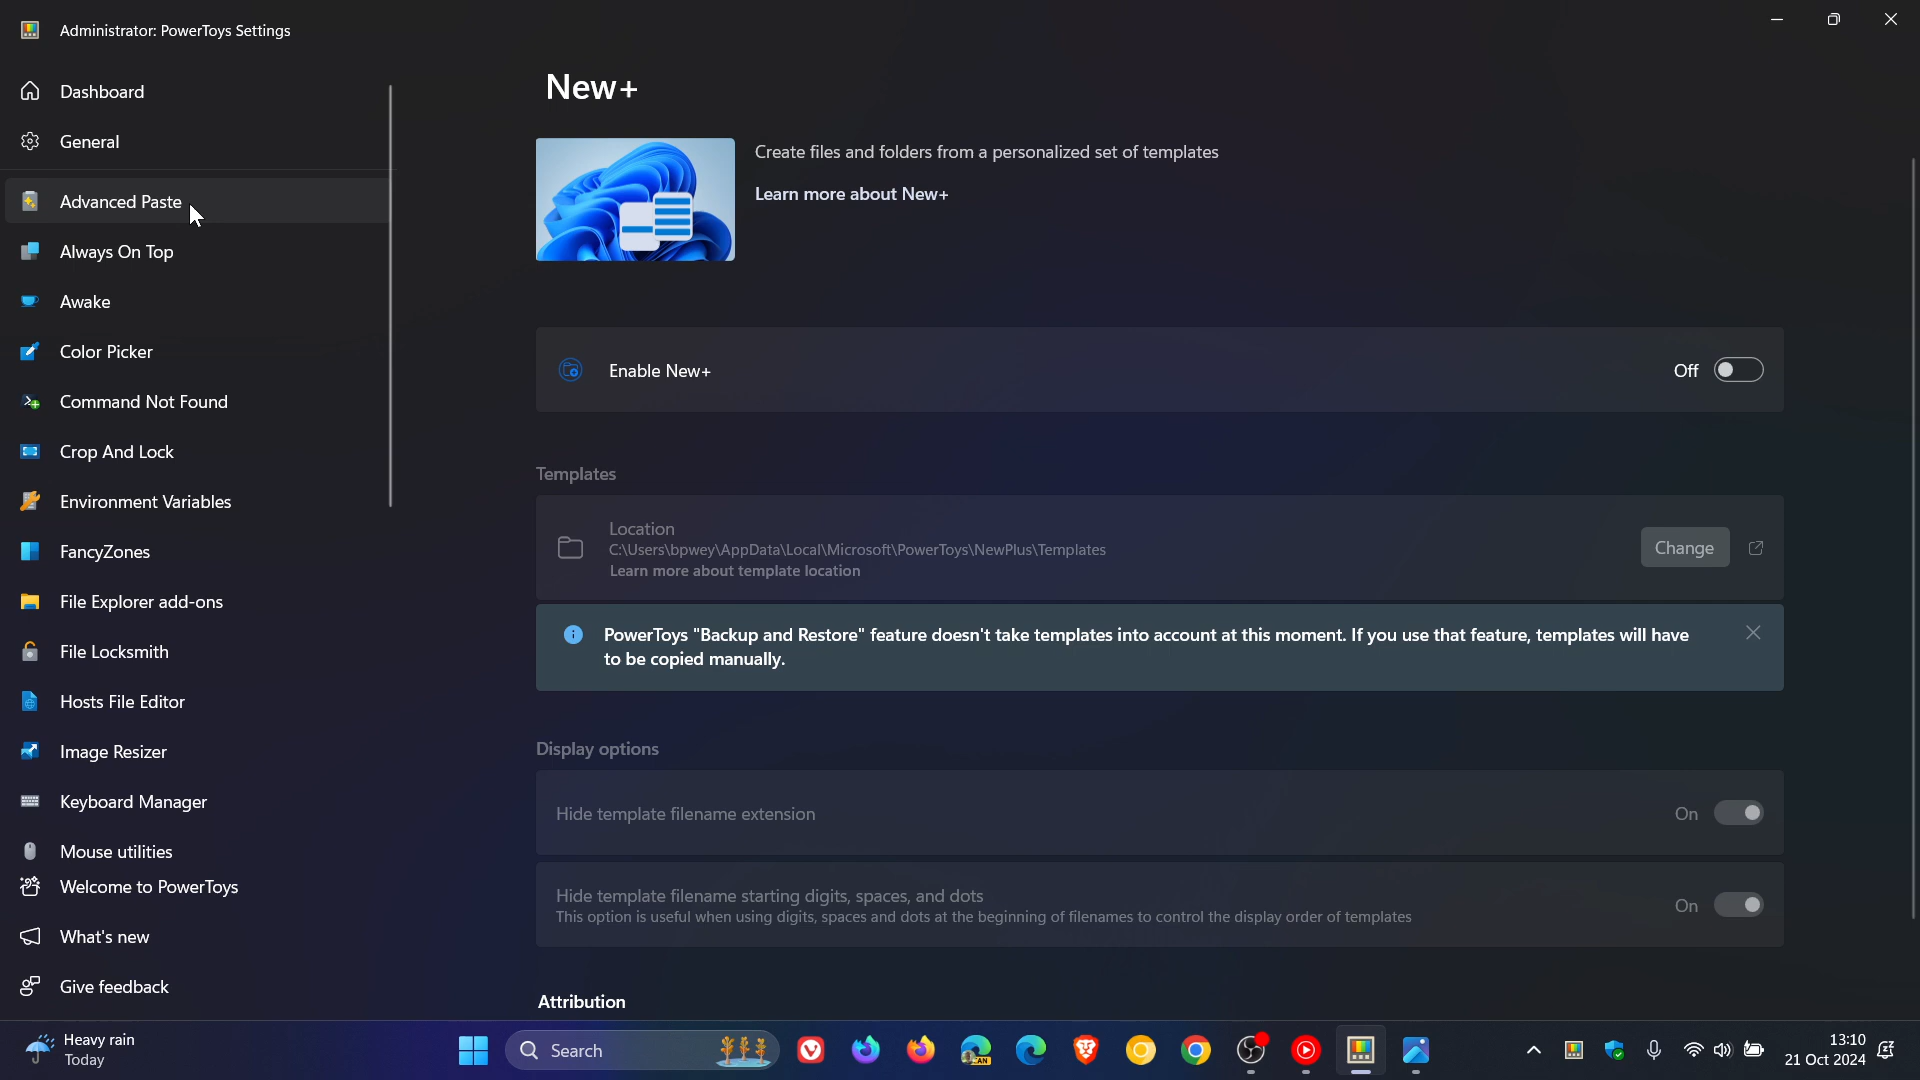 Administrator: PowerToys Settings
Dashboard
General
Advanced Paste
Always On Top
Awake
Color Picker
Command Not Found
Crop And Lock
Environment Variables
FancyZones
File Explorer add-ons
File Locksmith
Hosts File Editor
Image Resizer
Keyboard Manager
Mouse utilities
Welcome to PowerToys
What's new
Give feedback
New+
Create files and folders from a personalized set of templates
Learn more about New+
Enable New+
Off
Templates
Location
C:\Users\bpwey\AppData\Local\Microsoft\PowerToys\NewPlus\Templates
Learn more about template location
Change
PowerToys "Backup and Restore" feature doesn't take templates into account at this moment. If you use that feature, templates will have
to be copied manually.
Display options
Hide template filename extension
On
Hide template filename starting digits, spaces, and dots
This option is useful when using digits, spaces and dots at the beginning of filenames to control the display order of templates
On
Attribution
Heavy rain
Today
Search
CAN
13:10
21 Oct 2024